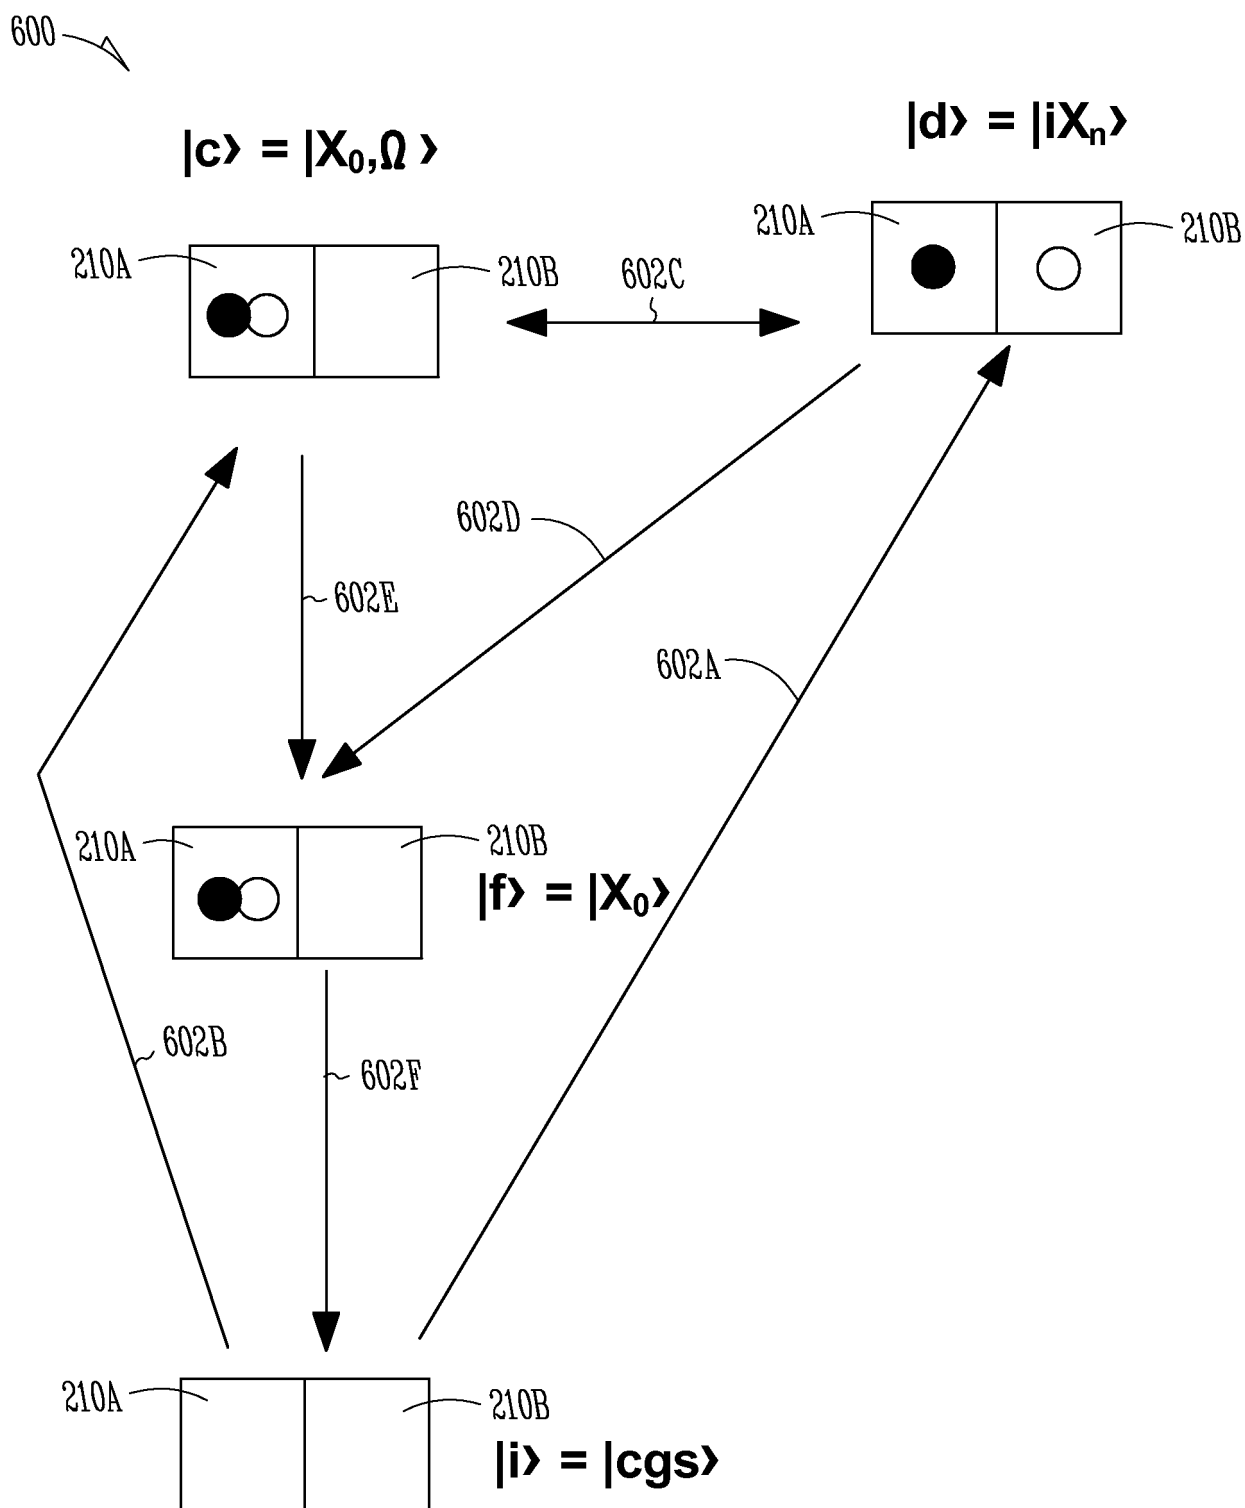 600
|c⟩ = |X₀,Ω ⟩
|d⟩ = |iXₙ⟩
210A
210B
602C
210A
210B
602D
602E
602A
210A
210B
|f⟩ = |X₀⟩
602B
602F
210A
210B
|i⟩ = |cgs⟩